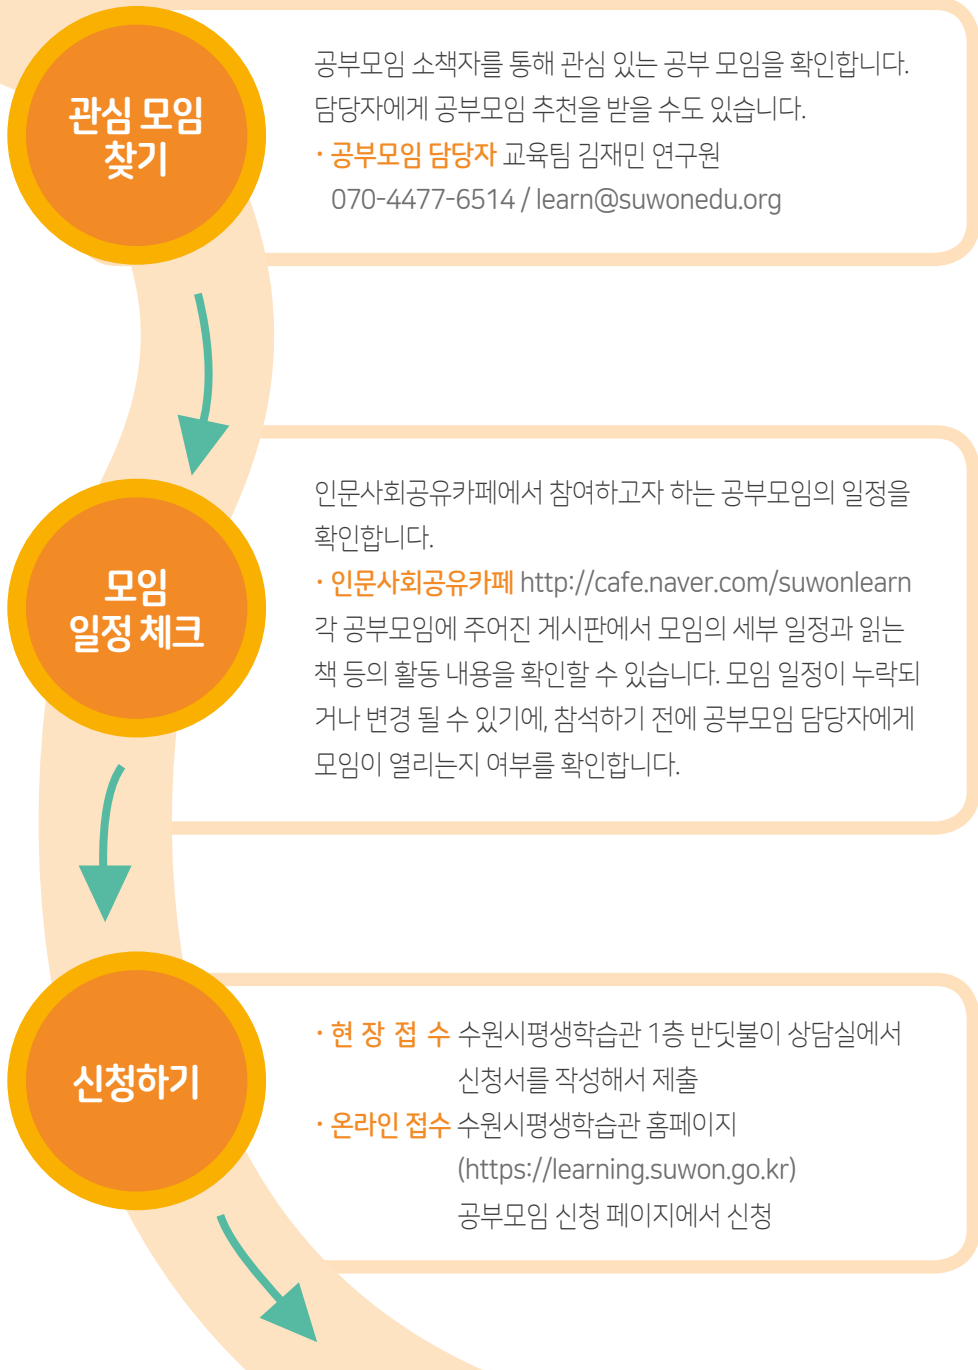 관심 모임
찾기
공부모임 소책자를 통해 관심 있는 공부 모임을 확인합니다.
담당자에게 공부모임 추천을 받을 수도 있습니다.
· 공부모임 담당자 교육팀 김재민 연구원
070-4477-6514 / learn@suwonedu.org
모임
일정 체크
인문사회공유카페에서 참여하고자 하는 공부모임의 일정을
확인합니다.
· 인문사회공유카페 http://cafe.naver.com/suwonlearn
각 공부모임에 주어진 게시판에서 모임의 세부 일정과 읽는
책 등의 활동 내용을 확인할 수 있습니다. 모임 일정이 누락되
거나 변경 될 수 있기에, 참석하기 전에 공부모임 담당자에게
모임이 열리는지 여부를 확인합니다.
신청하기
· 현 장 접 수 수원시평생학습관 1층 반딧불이 상담실에서
신청서를 작성해서 제출
· 온라인 접수 수원시평생학습관 홈페이지
(https://learning.suwon.go.kr)
공부모임 신청 페이지에서 신청